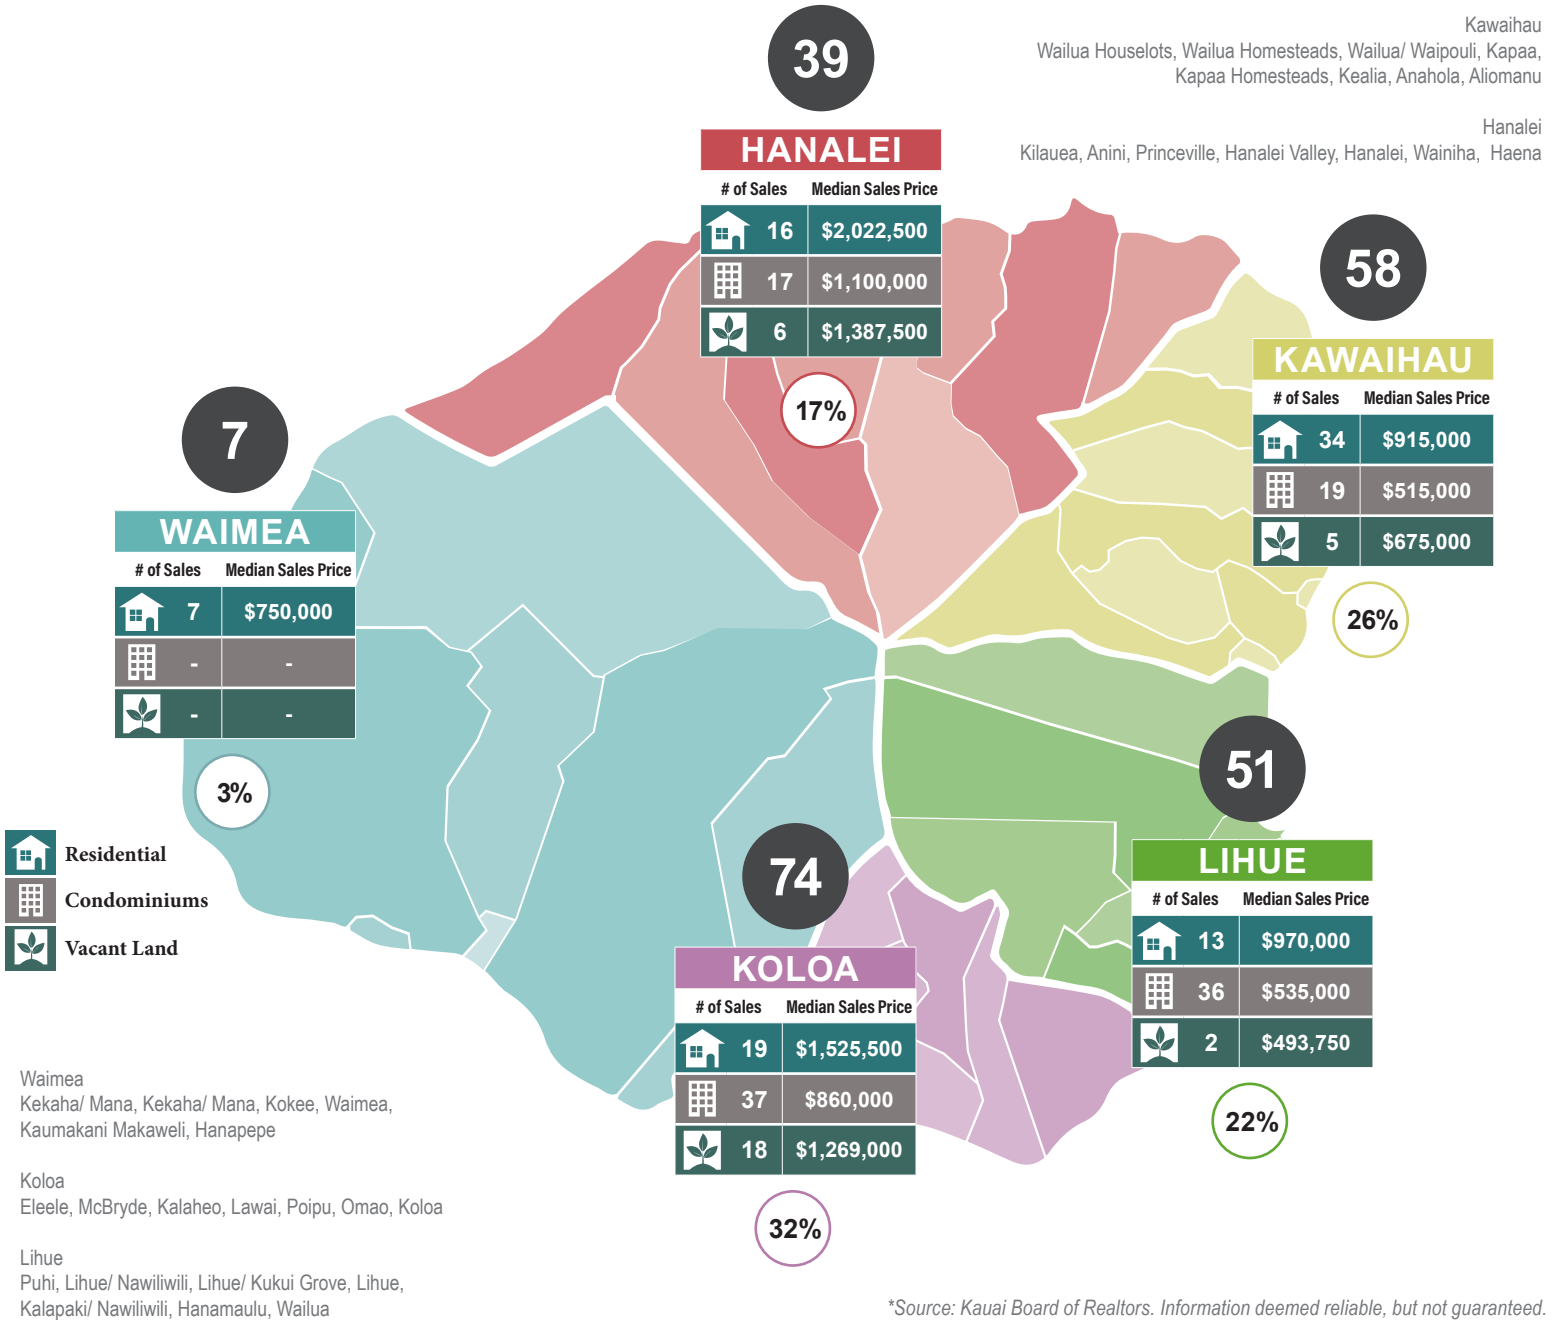 39
Kawaihau
Wailua Houselots, Wailua Homesteads, Wailua/ Waipouli, Kapaa,
Kapaa Homesteads, Kealia, Anahola, Aliomanu
Hanalei
Kilauea, Anini, Princeville, Hanalei Valley, Hanalei, Wainiha, Haena
HANALEI
# of Sales Median Sales Price
16 $2,022,500
17 $1,100,000
6 $1,387,500
17%
58
KAWAIHAU
# of Sales Median Sales Price
34 $915,000
19 $515,000
5 $675,000
26%
7
WAIMEA
# of Sales Median Sales Price
7 $750,000
- -
- -
3%
Residential
Condominiums
Vacant Land
51
LIHUE
# of Sales Median Sales Price
13 $970,000
36 $535,000
2 $493,750
22%
74
KOLOA
# of Sales Median Sales Price
19 $1,525,500
37 $860,000
18 $1,269,000
32%
Waimea
Kekaha/ Mana, Kekaha/ Mana, Kokee, Waimea,
Kaumakani Makaweli, Hanapepe
Koloa
Eleele, McBryde, Kalaheo, Lawai, Poipu, Omao, Koloa
Lihue
Puhi, Lihue/ Nawiliwili, Lihue/ Kukui Grove, Lihue,
Kalapaki/ Nawiliwili, Hanamaulu, Wailua
*Source: Kauai Board of Realtors. Information deemed reliable, but not guaranteed.